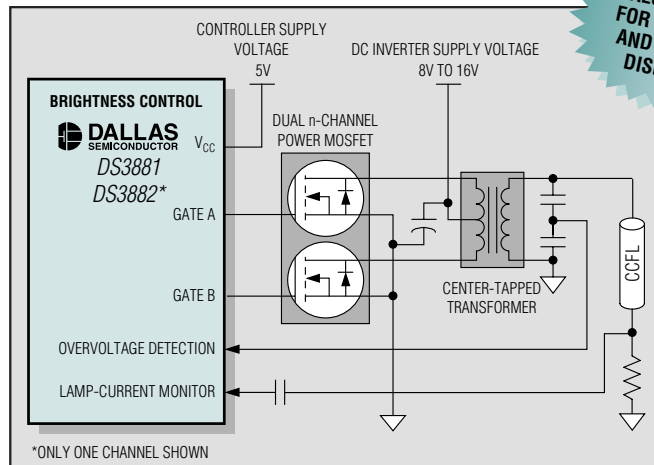 FOR
AND
CONTROLLER SUPPLY
VOLTAGE
5V
DC INVERTER SUPPLY VOLTAGE
8V TO 16V
BRIGHTNESS CONTROL
DALLAS
SEMICONDUCTOR
DS3881
DS3882*
VCC
GATE A
GATE B
OVERVOLTAGE DETECTION
LAMP-CURRENT MONITOR
DUAL n-CHANNEL
POWER MOSFET
CENTER-TAPPED
TRANSFORMER
CCFL
*ONLY ONE CHANNEL SHOWN